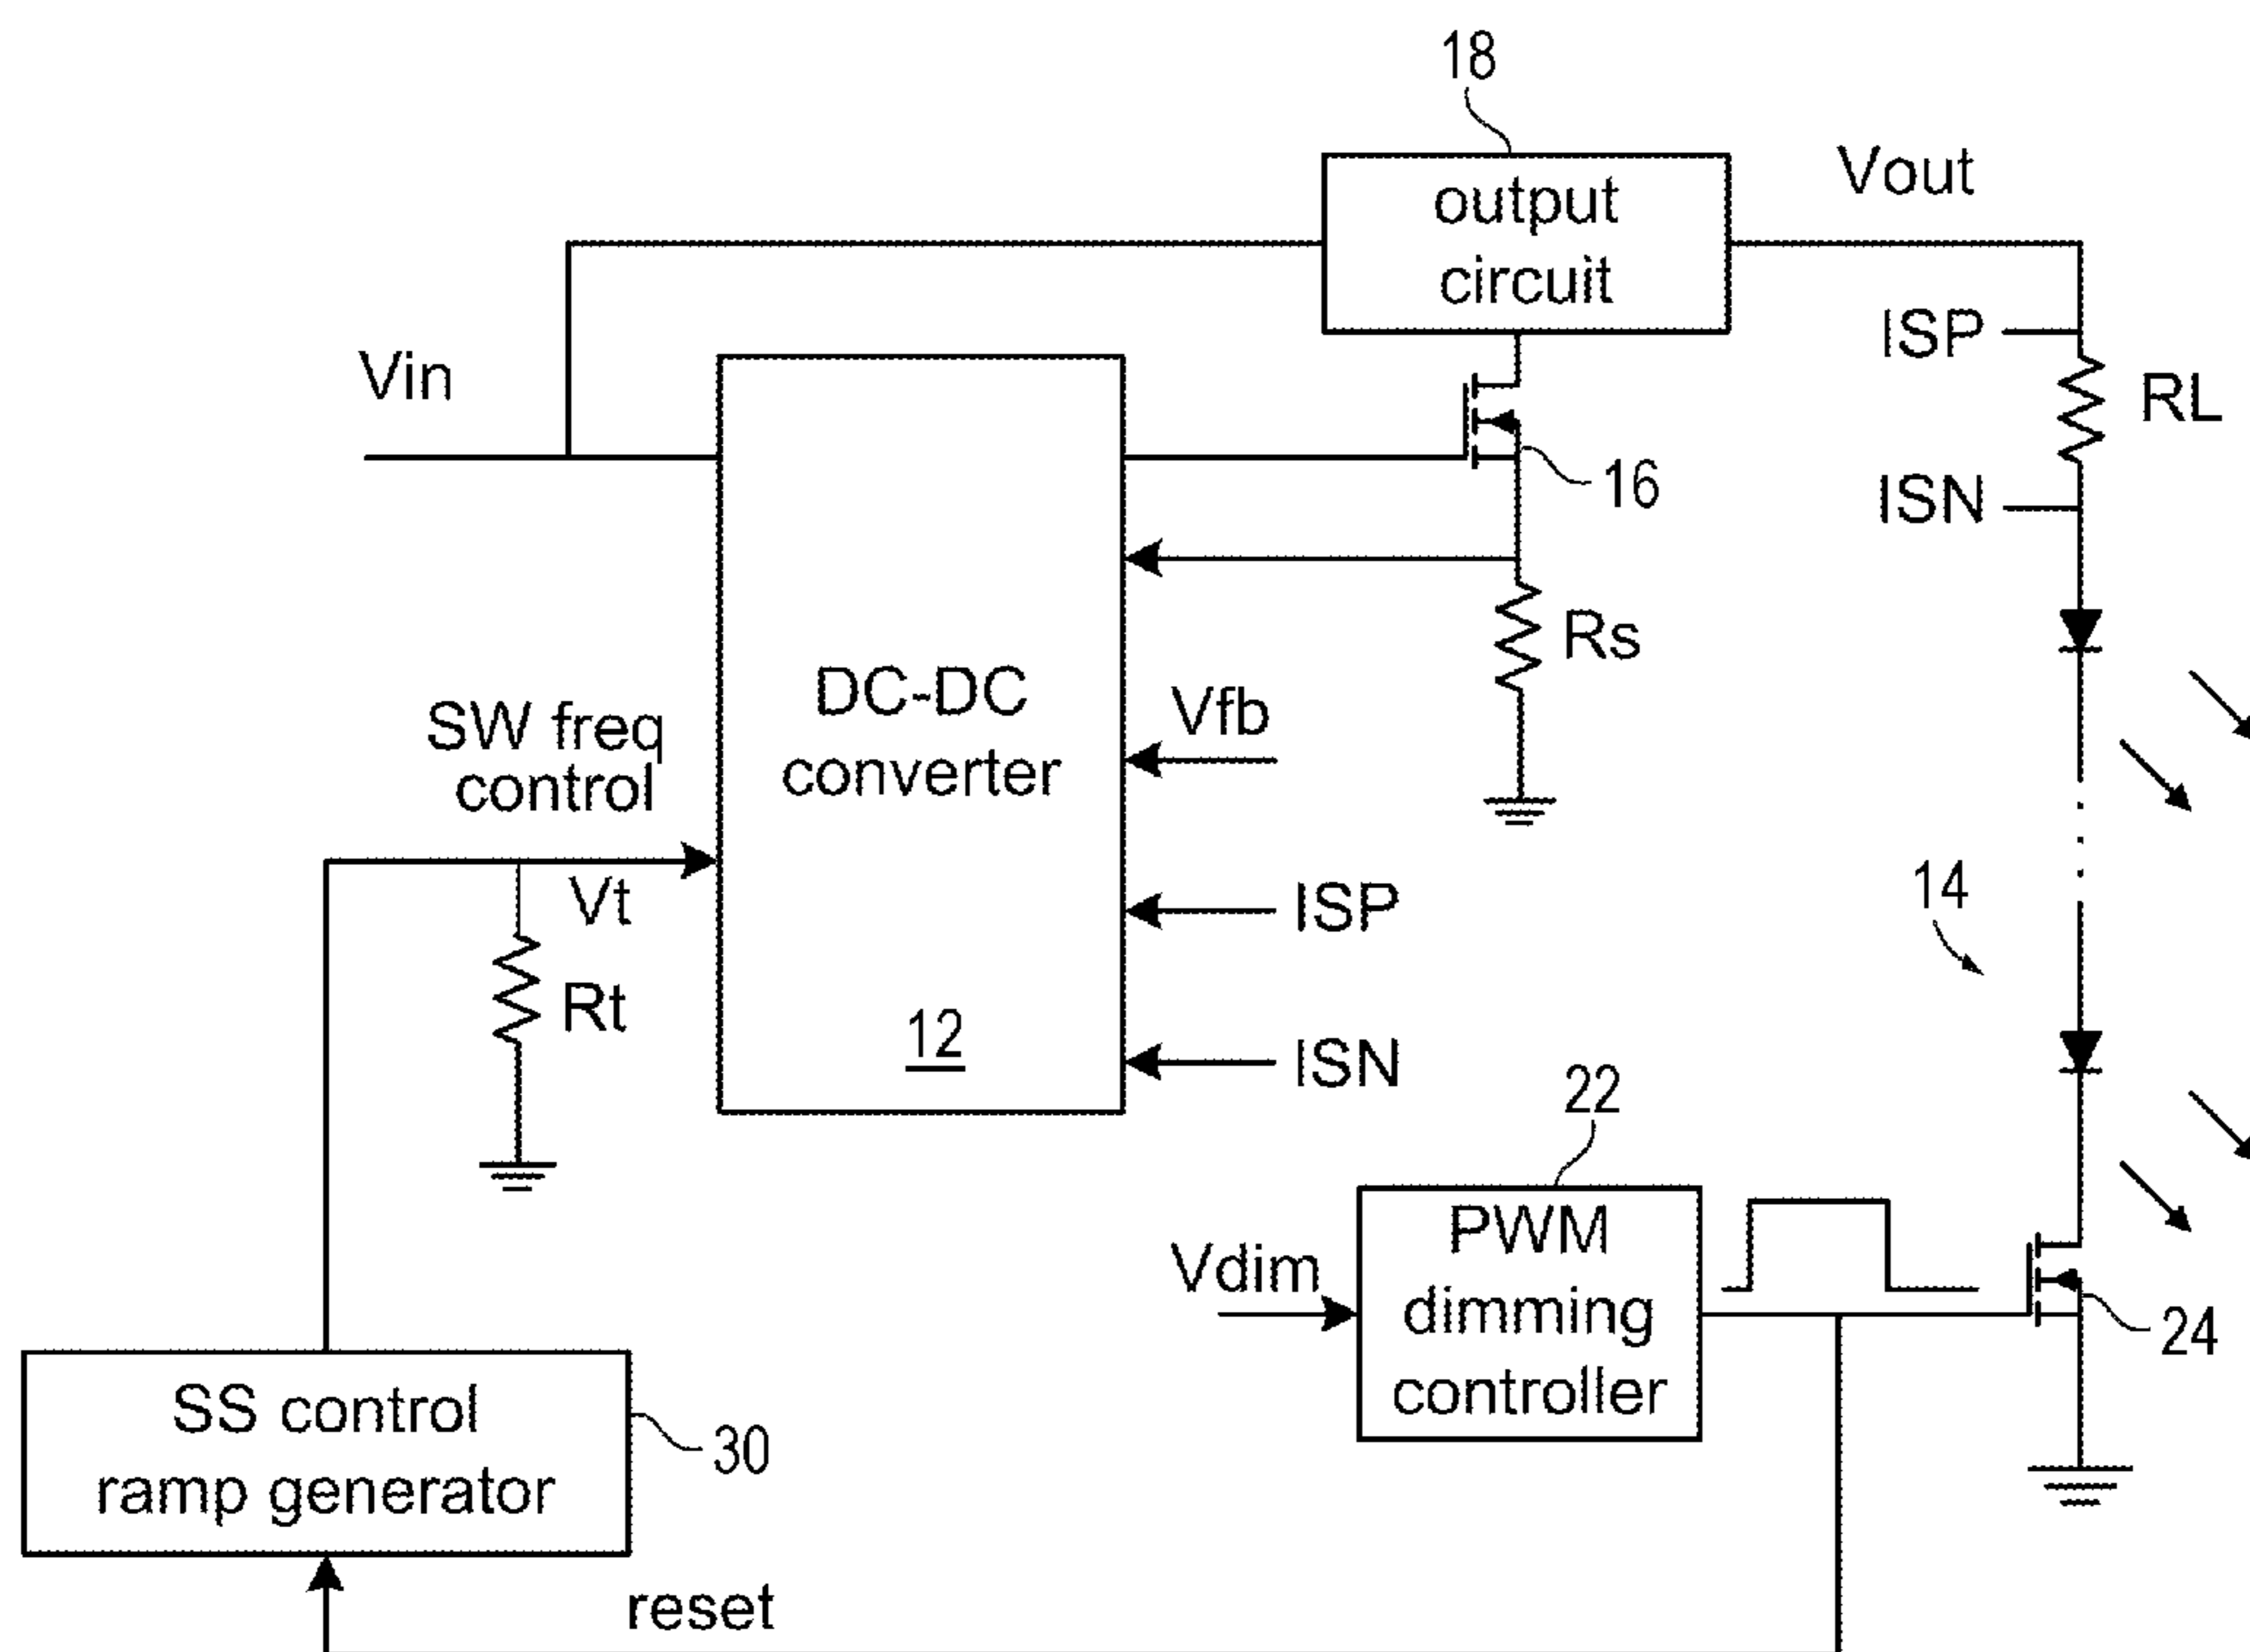 18
output
circuit
Vout
ISP
RL
ISN
Vin
16
Rs
DC-DC
converter
12
SW freq
control
Vt
Rt
Vfb
ISP
ISN
14
22
PWM
dimming
controller
Vdim
24
SS control
ramp generator
30
reset